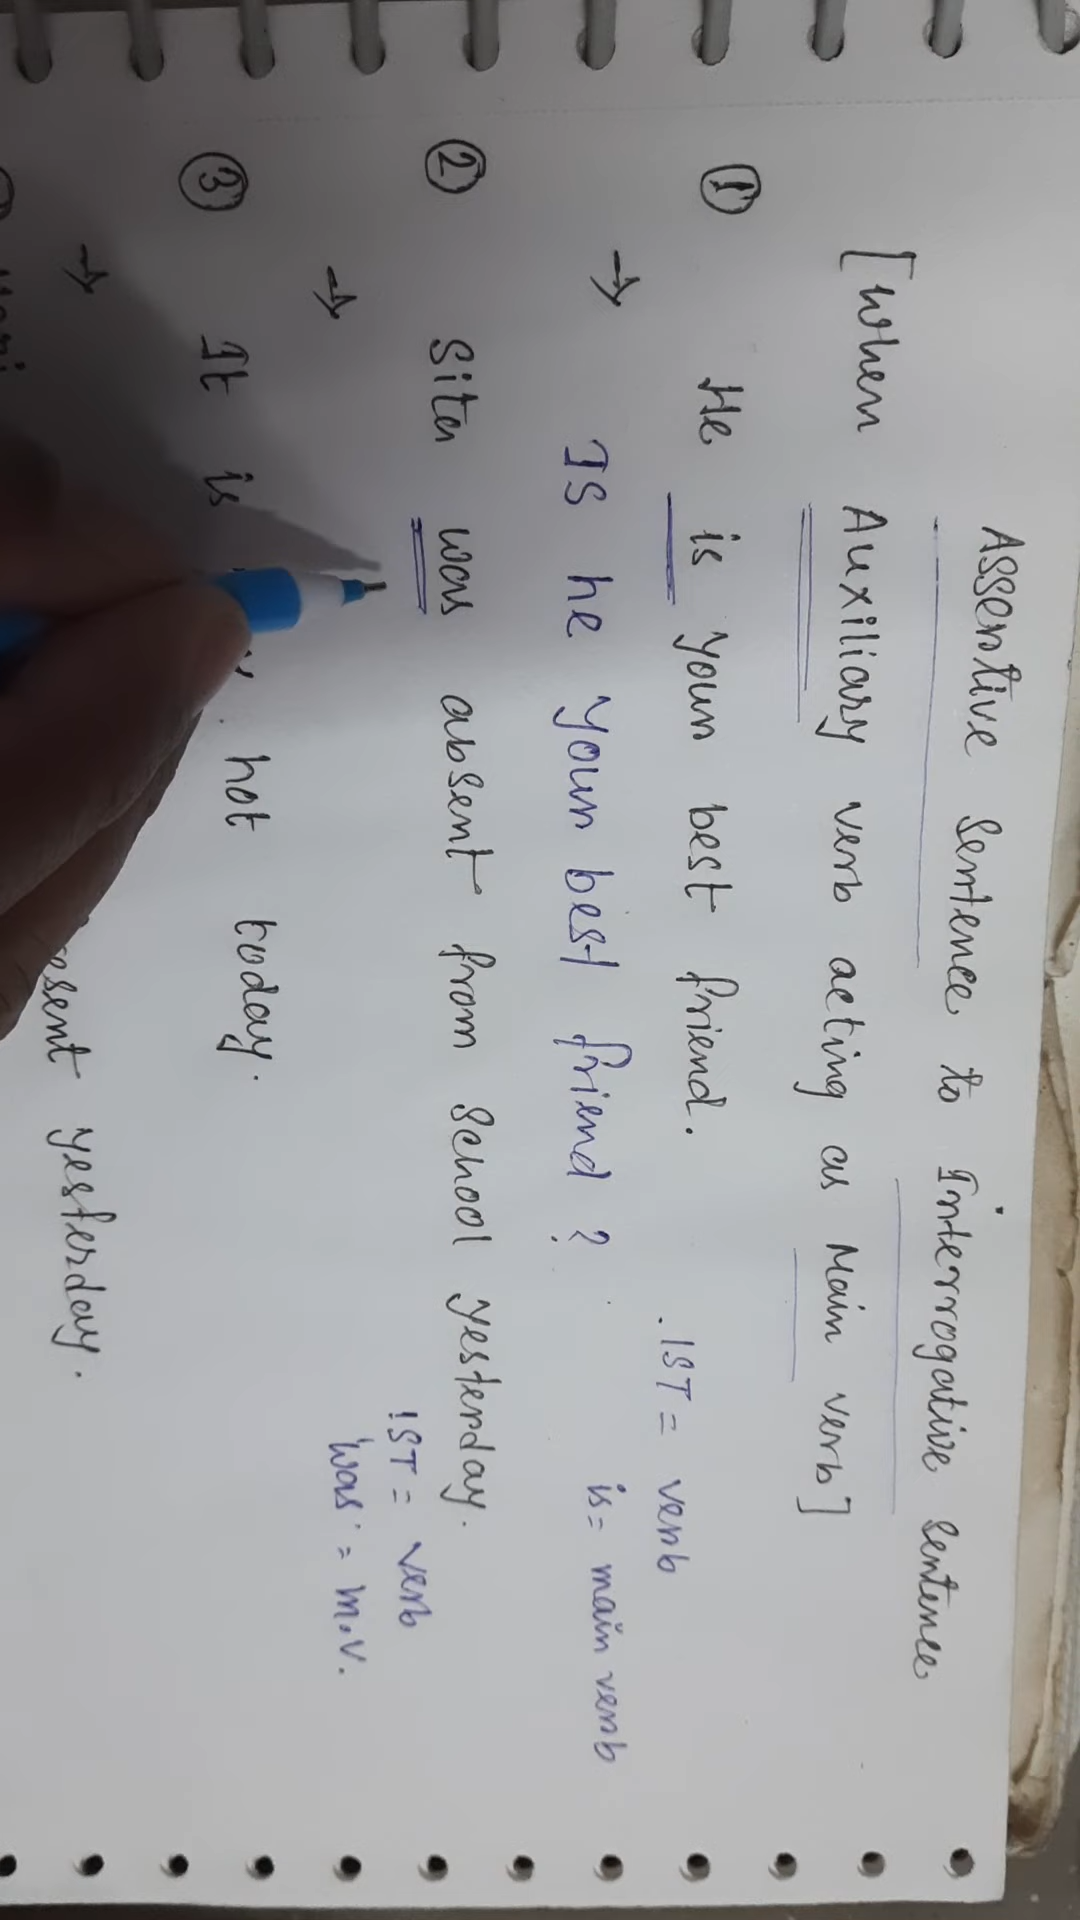 Assertive Sentence to Interrogative Sentence
[When Auxiliary verb acting as Main verb]
① He is your best friend.
.1ST = verb
→ Is he your best friend ?
is = main verb
② Sita was absent from school yesterday.
1ST = verb
→
was = m.v.
③ It is hot today.
→
yesterday.